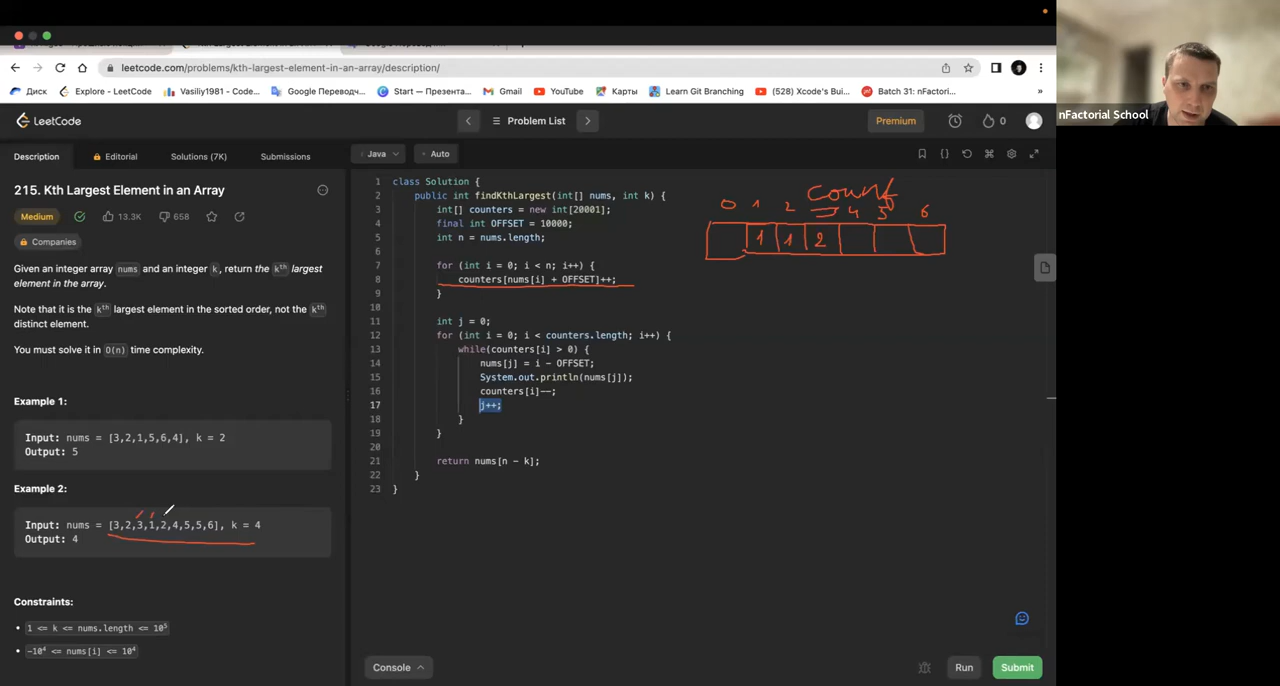 leetcode.com/problems/kth-largest-element-in-an-array/description/
Диск
Explore - LeetCode
Vasiliy1981 - Code...
Google Переводч...
Start — Презента...
Gmail
YouTube
Карты
Learn Git Branching
(528) Xcode's Bui...
Batch 31: nFactori...
»
LeetCode
Problem List
Premium
0
Description
Editorial
Solutions (7K)
Submissions
Java
Auto
215. Kth Largest Element in an Array
Medium
13.3K
658
Companies
Given an integer array nums and an integer k, return the kth largest
element in the array.
Note that it is the kth largest element in the sorted order, not the kth
distinct element.
You must solve it in O(n) time complexity.
Example 1:
Input: nums = [3,2,1,5,6,4], k = 2
Output: 5
Example 2:
Input: nums = [3,2,3,1,2,4,5,5,6], k = 4
Output: 4
Constraints:
1 <= k <= nums.length <= 10⁵
-10⁴ <= nums[i] <= 10⁴
1 class Solution {
2 public int findKthLargest(int[] nums, int k) {
3 int[] counters = new int[20001];
4 final int OFFSET = 10000;
5 int n = nums.length;
6
7 for (int i = 0; i < n; i++) {
8 counters[nums[i] + OFFSET]++;
9 }
10
11 int j = 0;
12 for (int i = 0; i < counters.length; i++) {
13 while(counters[i] > 0) {
14 nums[j] = i - OFFSET;
15 System.out.println(nums[j]);
16 counters[i]--;
17 j++;
18 }
19 }
20
21 return nums[n - k];
22 }
23 }
count
0 1 2 4 5 6
1 1 2
Console
Run
Submit
nFactorial School